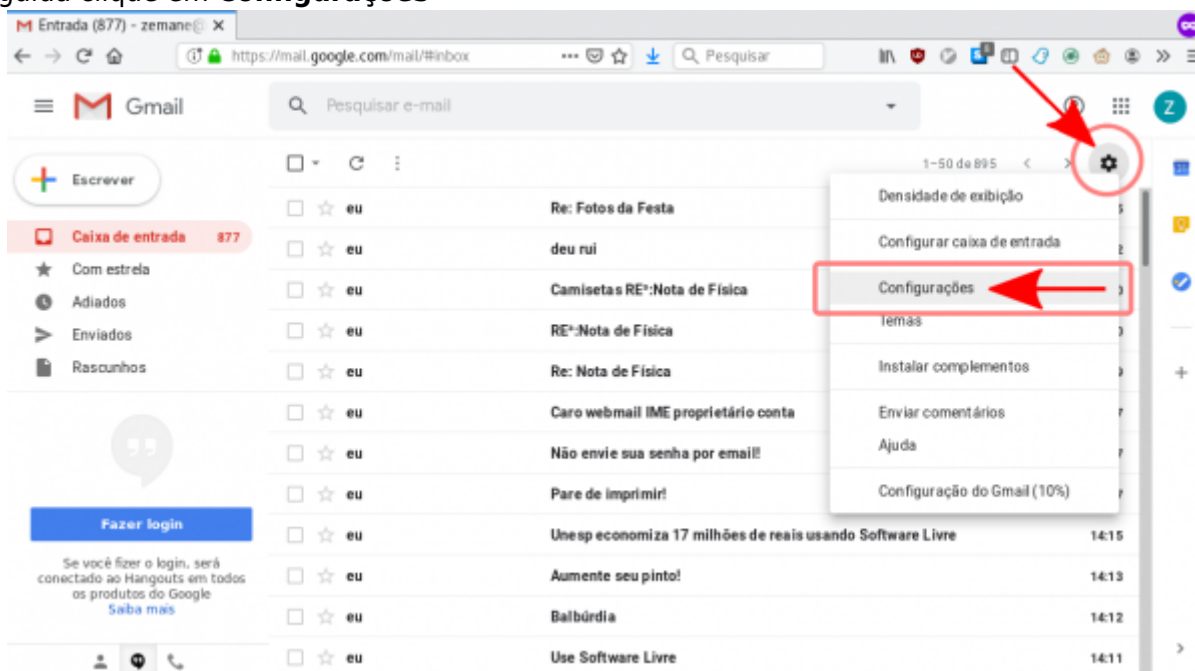 guida clique em Configurações
Entrada (877) - zemane@
https://mail.google.com/mail/#inbox
Pesquisar
Gmail
Pesquisar e-mail
Z
Escrever
1-50 de 895
Caixa de entrada 877
Com estrela
Adiados
Enviados
Rascunhos
Fazer login
Se você fizer o login, será
conectado ao Hangouts em todos
os produtos do Google
Saiba mais
eu Re: Fotos da Festa
eu deu rui
eu Camisetas REª:Nota de Física
eu REª:Nota de Física
eu Re: Nota de Física
eu Caro webmail IME proprietário conta
eu Não envie sua senha por email!
eu Pare de imprimir!
eu Unesp economiza 17 milhões de reais usando Software Livre 14:15
eu Aumente seu pinto! 14:13
eu Balbúrdia 14:12
eu Use Software Livre 14:11
Densidade de exibição
Configurar caixa de entrada
Configurações
Temas
Instalar complementos
Enviar comentários
Ajuda
Configuração do Gmail (10%)